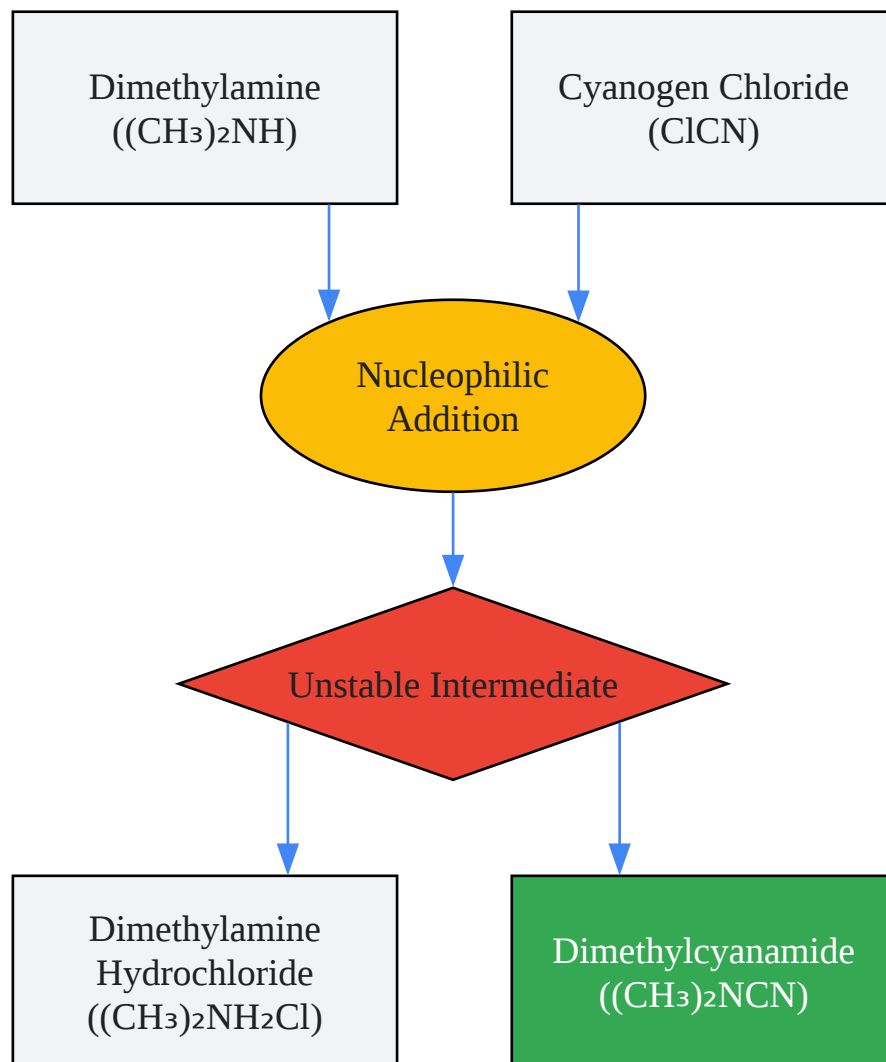 Dimethylamine
((CH₃)₂NH)
Cyanogen Chloride
(ClCN)
Nucleophilic
Addition
Unstable Intermediate
Dimethylamine
Hydrochloride
((CH₃)₂NH₂Cl)
Dimethylcyanamide
((CH₃)₂NCN)